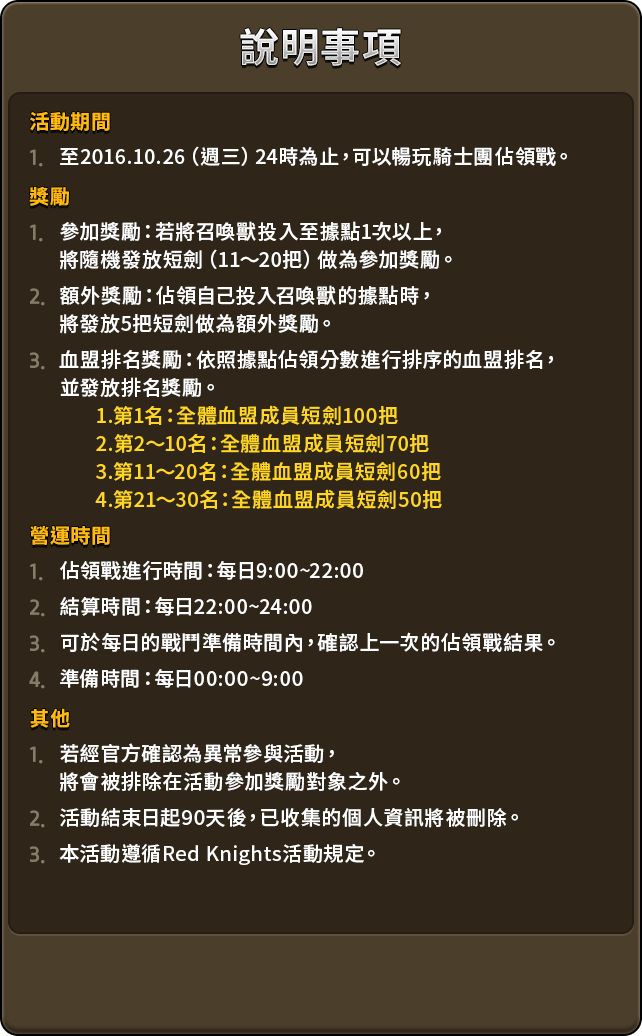 說明事項
活動期間
1. 至2016.10.26（週三）24時為止，可以暢玩騎士團佔領戰。
獎勵
1. 參加獎勵：若將召喚獸投入至據點1次以上，
將隨機發放短劍（11～20把）做為參加獎勵。
2. 額外獎勵：佔領自己投入召喚獸的據點時，
將發放5把短劍做為額外獎勵。
3. 血盟排名獎勵：依照據點佔領分數進行排序的血盟排名，
並發放排名獎勵。
1.第1名：全體血盟成員短劍100把
2.第2～10名：全體血盟成員短劍70把
3.第11～20名：全體血盟成員短劍60把
4.第21～30名：全體血盟成員短劍50把
營運時間
1. 佔領戰進行時間：每日9:00~22:00
2. 結算時間：每日22:00~24:00
3. 可於每日的戰鬥準備時間內，確認上一次的佔領戰結果。
4. 準備時間：每日00:00~9:00
其他
1. 若經官方確認為異常參與活動，
將會被排除在活動參加獎勵對象之外。
2. 活動結束日起90天後，已收集的個人資訊將被刪除。
3. 本活動遵循Red Knights活動規定。